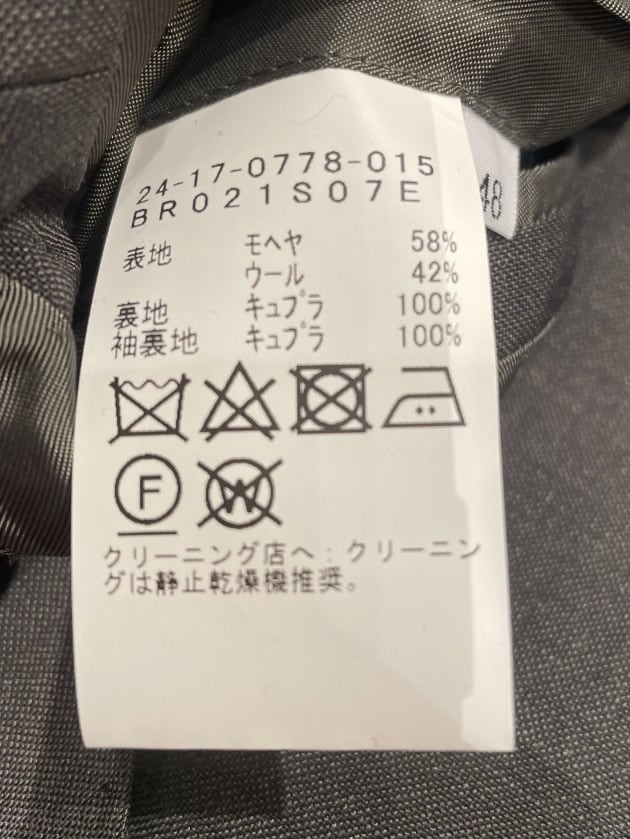 24-17-0778-015
BR021S07E
48
表地 モヘヤ 58%
ウール 42%
裏地 キュプラ 100%
袖裏地 キュプラ 100%
F
W
クリーニング店へ：クリーニン
グは静止乾燥機推奨。